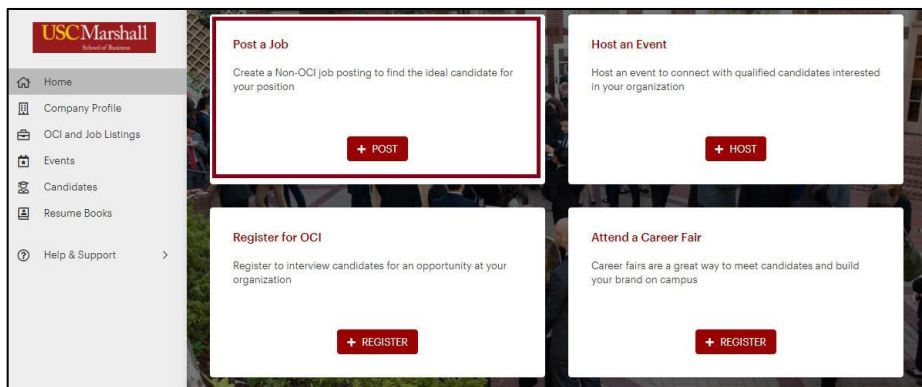 USC Marshall
School of Business
Home
Company Profile
OCI and Job Listings
Events
Candidates
Resume Books
Help & Support
Post a Job
Create a Non-OCI job posting to find the ideal candidate for
your position
+ POST
Host an Event
Host an event to connect with qualified candidates interested
in your organization
+ HOST
Register for OCI
Register to interview candidates for an opportunity at your
organization
+ REGISTER
Attend a Career Fair
Career fairs are a great way to meet candidates and build
your brand on campus
+ REGISTER